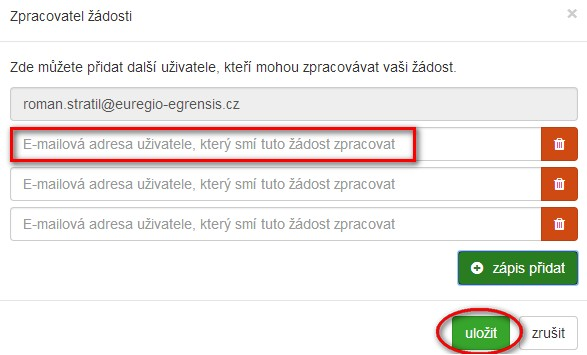 Zpracovatel žádosti
×
Zde můžete přidat další uživatele, kteří mohou zpracovávat vaši žádost.
roman.stratil@euregio-egrensis.cz
E-mailová adresa uživatele, který smí tuto žádost zpracovat
E-mailová adresa uživatele, který smí tuto žádost zpracovat
E-mailová adresa uživatele, který smí tuto žádost zpracovat
zápis přidat
uložit zrušit